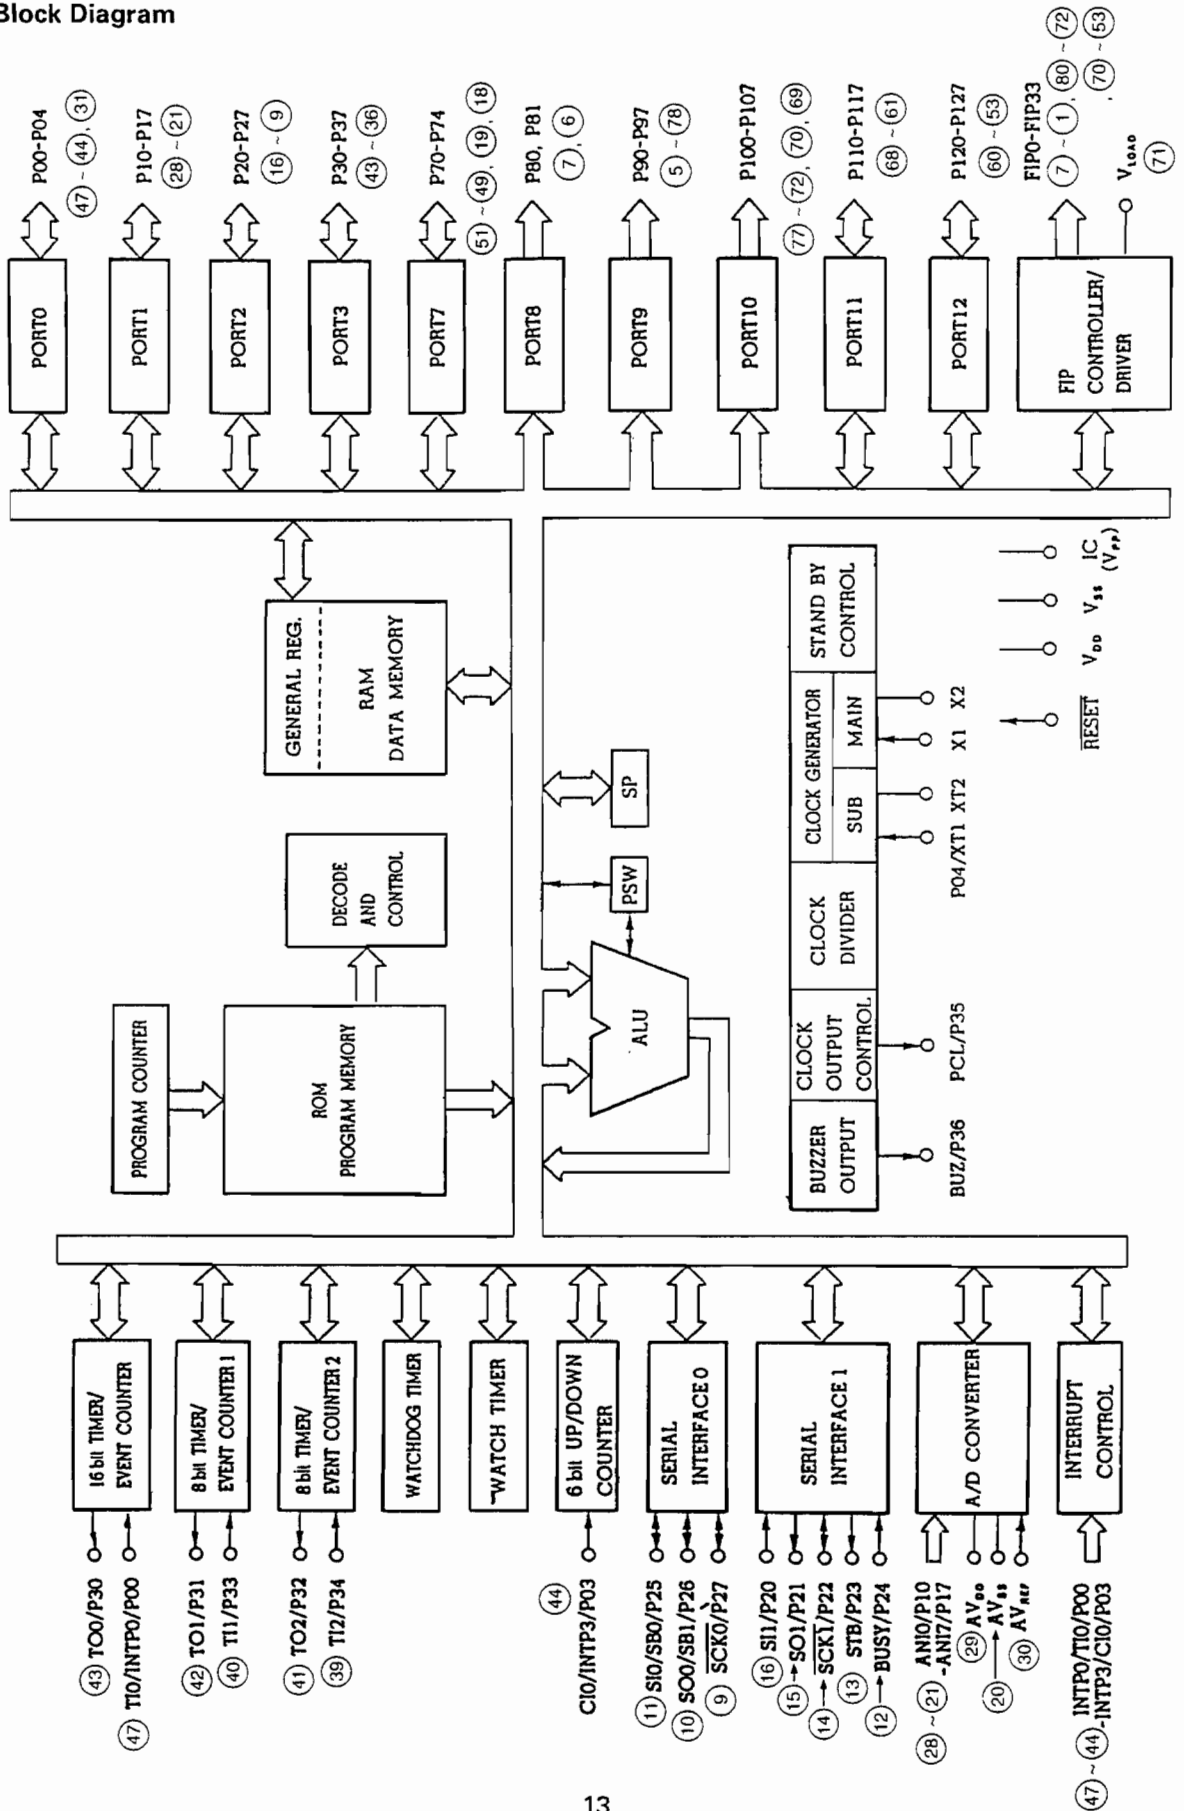 Block Diagram
43 TO0/P30
47 TI0/INTP0/P00
16 bit TIMER/
EVENT COUNTER
42 TO1/P31
40 TI1/P33
8 bit TIMER/
EVENT COUNTER 1
41 TO2/P32
39 TI2/P34
8 bit TIMER/
EVENT COUNTER 2
WATCHDOG TIMER
WATCH TIMER
44
CI0/INTP3/P03
6 bit UP/DOWN
COUNTER
11 SI0/SB0/P25
10 SO0/SB1/P26
9 SCK0/P27
SERIAL
INTERFACE 0
16 SI1/P20
15 SO1/P21
14 SCK1/P22
13 STB/P23
12 BUSY/P24
SERIAL
INTERFACE 1
28 ~ 21 ANI0/P10
-ANI7/P17
29 AVDD
20 AVSS
30 AVREF
A/D CONVERTER
47 ~ 44 INTP0/TI0/P00
-INTP3/CI0/P03
INTERRUPT
CONTROL
PROGRAM COUNTER
ROM
PROGRAM MEMORY
DECODE
AND
CONTROL
GENERAL REG.
RAM
DATA MEMORY
ALU
PSW
SP
BUZZER
OUTPUT
CLOCK
OUTPUT
CONTROL
CLOCK
DIVIDER
CLOCK GENERATOR
SUB
MAIN
STAND BY
CONTROL
BUZ/P36
PCL/P35
P04/XT1
XT2
X1
X2
RESET
VDD
VSS
IC
(VPP)
PORT0
P00-P04
47 ~ 44, 31
PORT1
P10-P17
28 ~ 21
PORT2
P20-P27
16 ~ 9
PORT3
P30-P37
43 ~ 36
PORT7
P70-P74
51 ~ 49, 19, 18
PORT8
P80, P81
7, 6
PORT9
P90-P97
5 ~ 78
PORT10
P100-P107
77 ~ 72, 70, 69
PORT11
P110-P117
68 ~ 61
PORT12
P120-P127
60 ~ 53
FIP
CONTROLLER/
DRIVER
FIP0-FIP33
7 ~ 1, 80 ~ 72
, 70 ~ 53
VLOAD
71
13